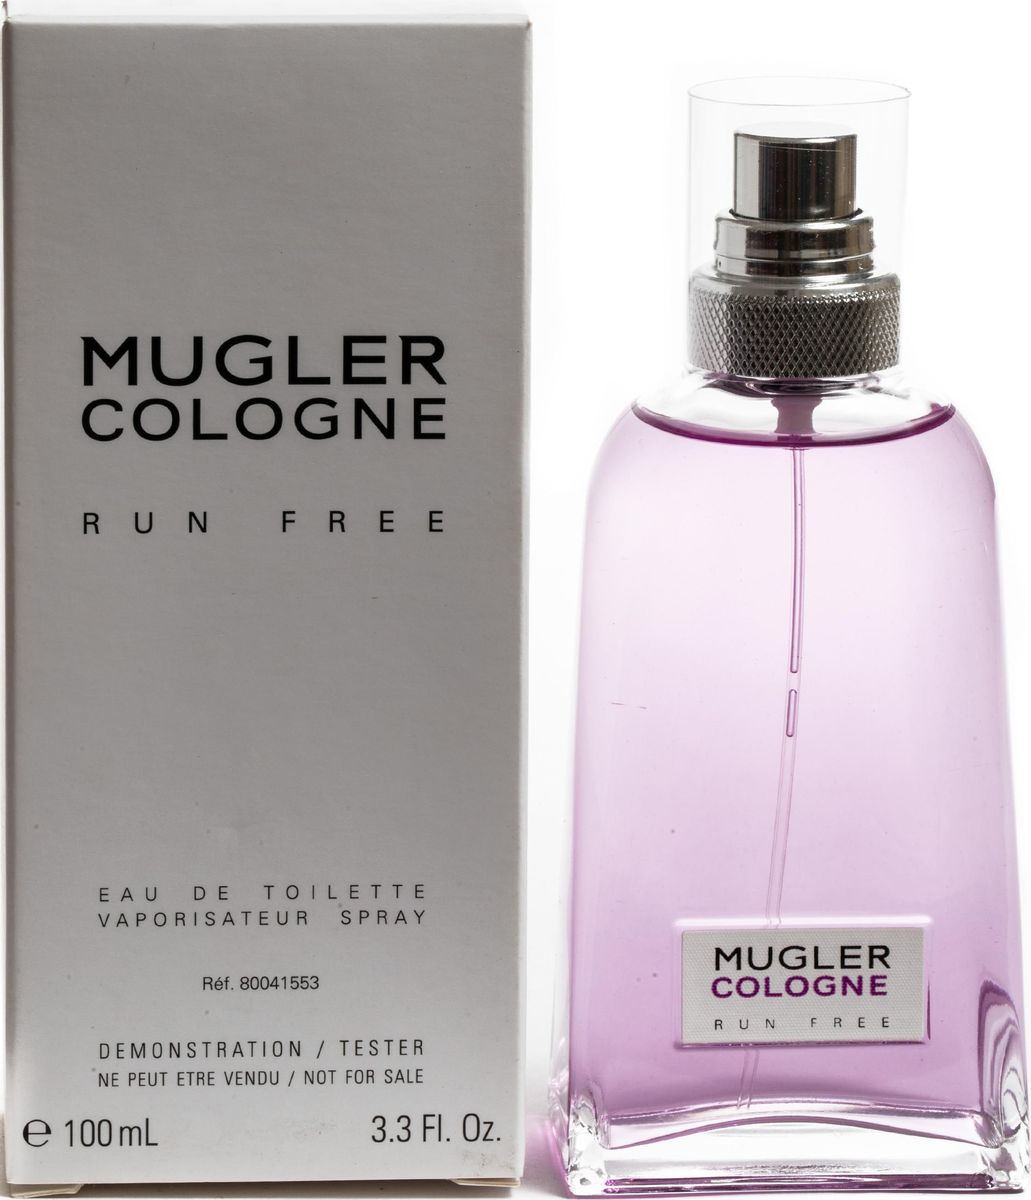 MUGLER
COLOGNE
RUN FREE
EAU DE TOILETTE
VAPORISATEUR SPRAY
Réf. 80041553
DEMONSTRATION / TESTER
NE PEUT ETRE VENDU / NOT FOR SALE
℮ 100 mL 3.3 Fl. Oz.
MUGLER
COLOGNE
RUN FREE